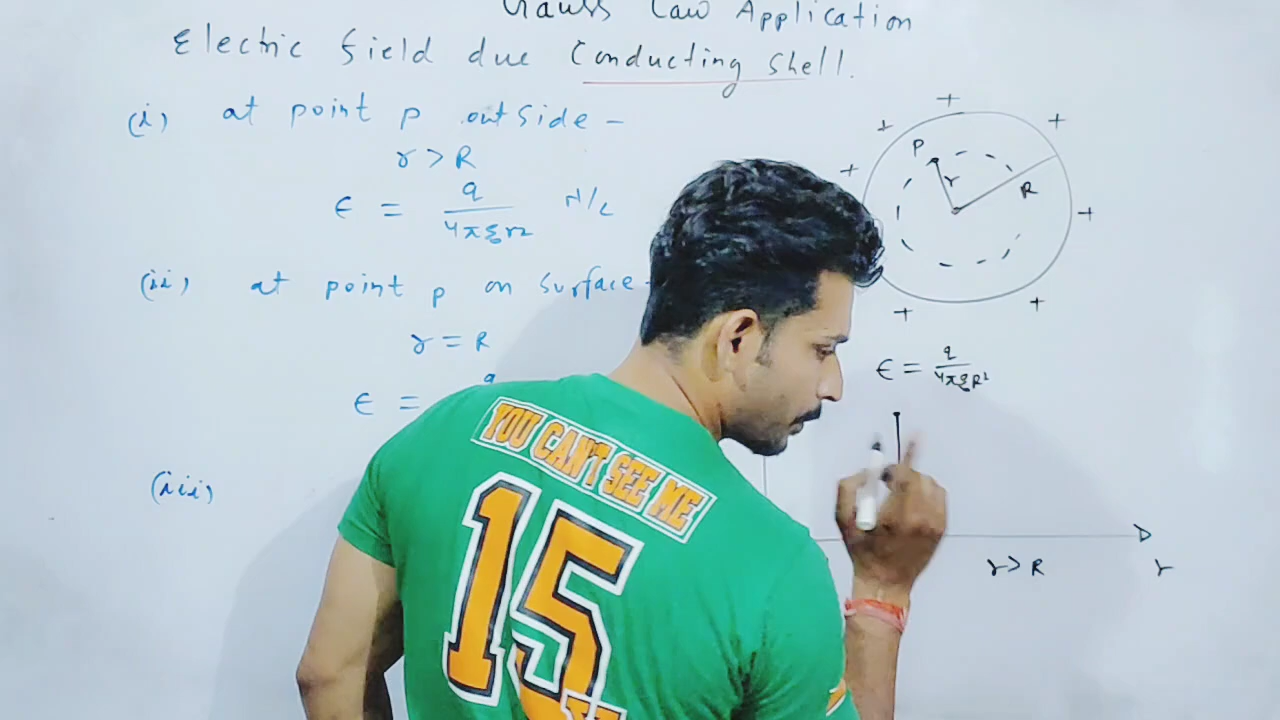 Gauss Law Application
Electric field due Conducting Shell.
(i) at point p outside -
r > R
E = q / 4πε₀r² N/C
(ii) at point p on surface -
r = R
E = q
(iii)
+ + + + + + + +
P
r
R
E = q / 4πε₀R²
r > R
r
YOU CAN'T SEE ME
15